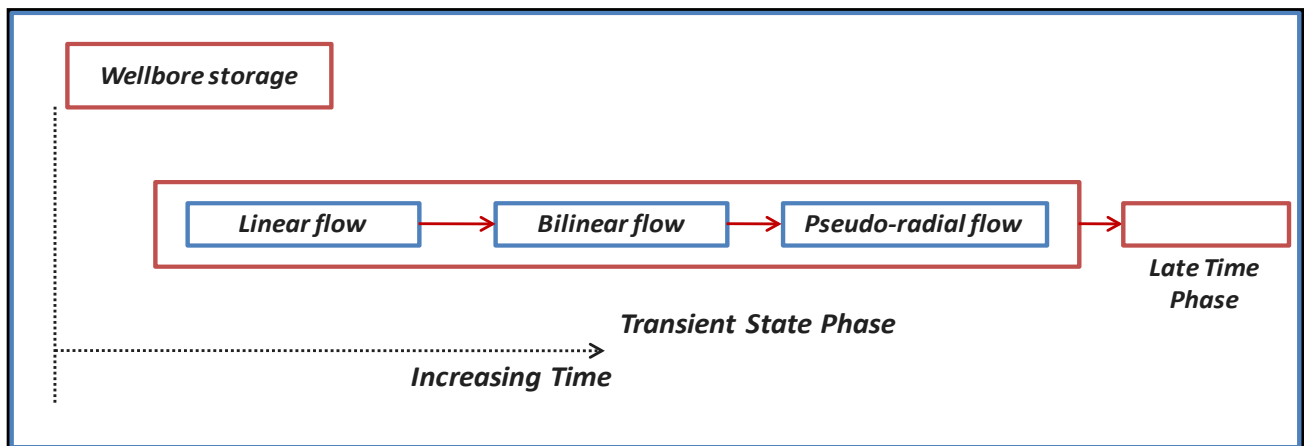 Wellbore storage
Linear flow
Bilinear flow
Pseudo-radial flow
Late Time
Phase
Transient State Phase
Increasing Time